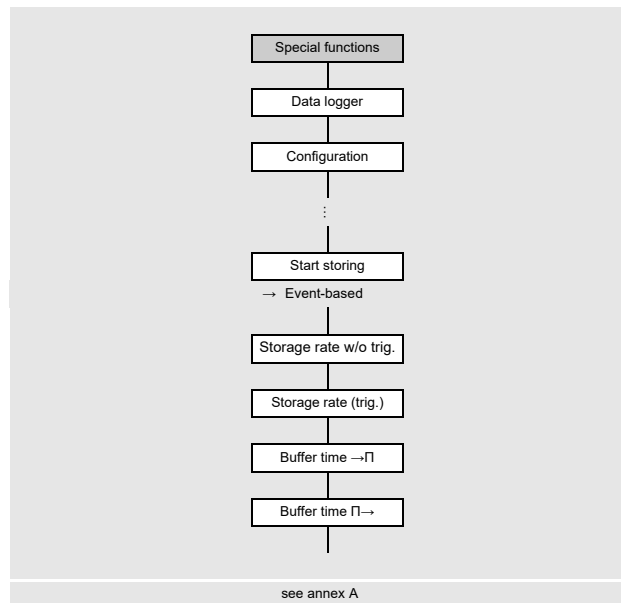 Special functions
Data logger
Configuration
⋮
Start storing
→ Event-based
Storage rate w/o trig.
Storage rate (trig.)
Buffer time →Π
Buffer time Π→
see annex A